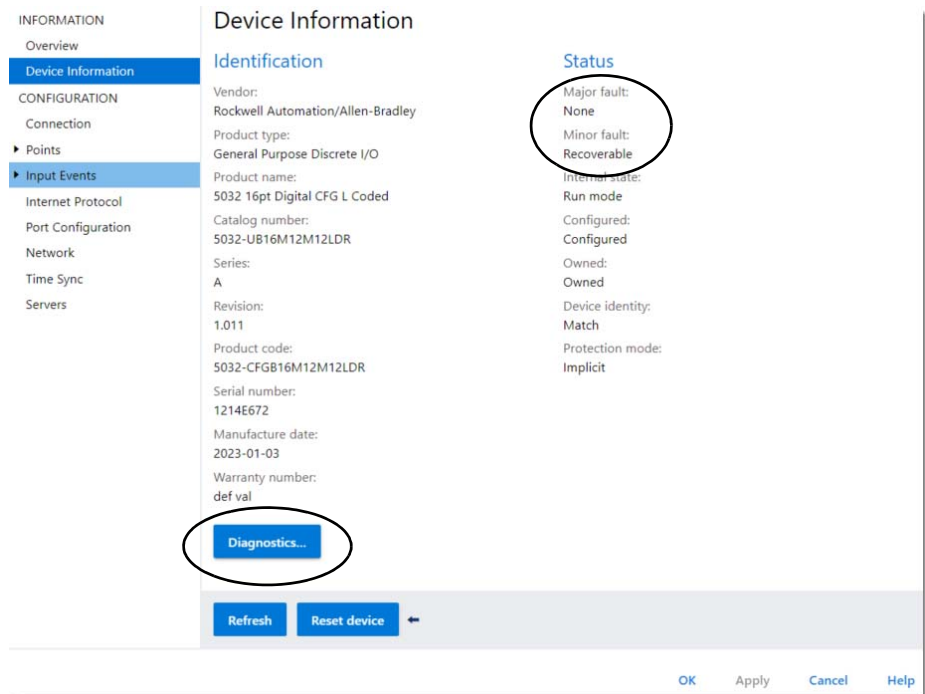 INFORMATION
Overview
Device Information
CONFIGURATION
Connection
Points
Input Events
Internet Protocol
Port Configuration
Network
Time Sync
Servers
Device Information
Identification
Vendor:
Rockwell Automation/Allen-Bradley
Product type:
General Purpose Discrete I/O
Product name:
5032 16pt Digital CFG L Coded
Catalog number:
5032-UB16M12M12LDR
Series:
A
Revision:
1.011
Product code:
5032-CFGB16M12M12LDR
Serial number:
1214E672
Manufacture date:
2023-01-03
Warranty number:
def val
Diagnostics...
Status
Major fault:
None
Minor fault:
Recoverable
Internal state:
Run mode
Configured:
Configured
Owned:
Owned
Device identity:
Match
Protection mode:
Implicit
Refresh
Reset device
OK
Apply
Cancel
Help